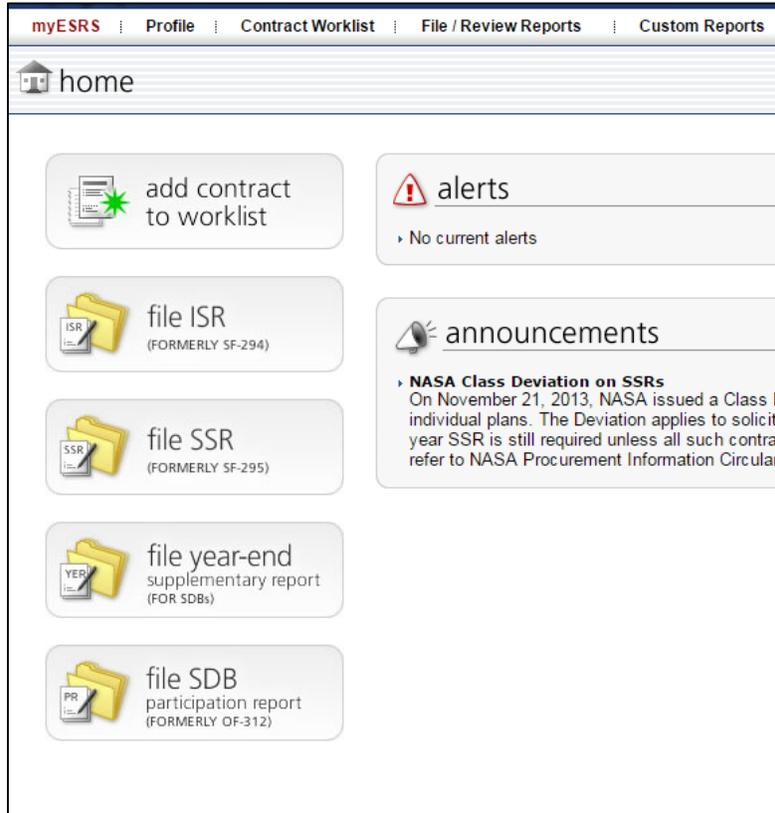 myESRS Profile Contract Worklist File / Review Reports Custom Reports
home
add contract
to worklist
file ISR
(FORMERLY SF-294)
file SSR
(FORMERLY SF-295)
file year-end
supplementary report
(FOR SDBs)
file SDB
participation report
(FORMERLY OF-312)
ISR
SSR
YER
PR
alerts
No current alerts
announcements
NASA Class Deviation on SSRs
On November 21, 2013, NASA issued a Class
individual plans. The Deviation applies to solicit
year SSR is still required unless all such contra
refer to NASA Procurement Information Circular